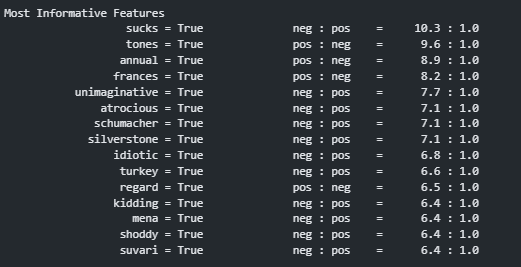 Most Informative Features
sucks = True neg : pos = 10.3 : 1.0
tones = True pos : neg = 9.6 : 1.0
annual = True pos : neg = 8.9 : 1.0
frances = True pos : neg = 8.2 : 1.0
unimaginative = True neg : pos = 7.7 : 1.0
atrocious = True neg : pos = 7.1 : 1.0
schumacher = True neg : pos = 7.1 : 1.0
silverstone = True neg : pos = 7.1 : 1.0
idiotic = True neg : pos = 6.8 : 1.0
turkey = True neg : pos = 6.6 : 1.0
regard = True pos : neg = 6.5 : 1.0
kidding = True neg : pos = 6.4 : 1.0
mena = True neg : pos = 6.4 : 1.0
shoddy = True neg : pos = 6.4 : 1.0
suvari = True neg : pos = 6.4 : 1.0